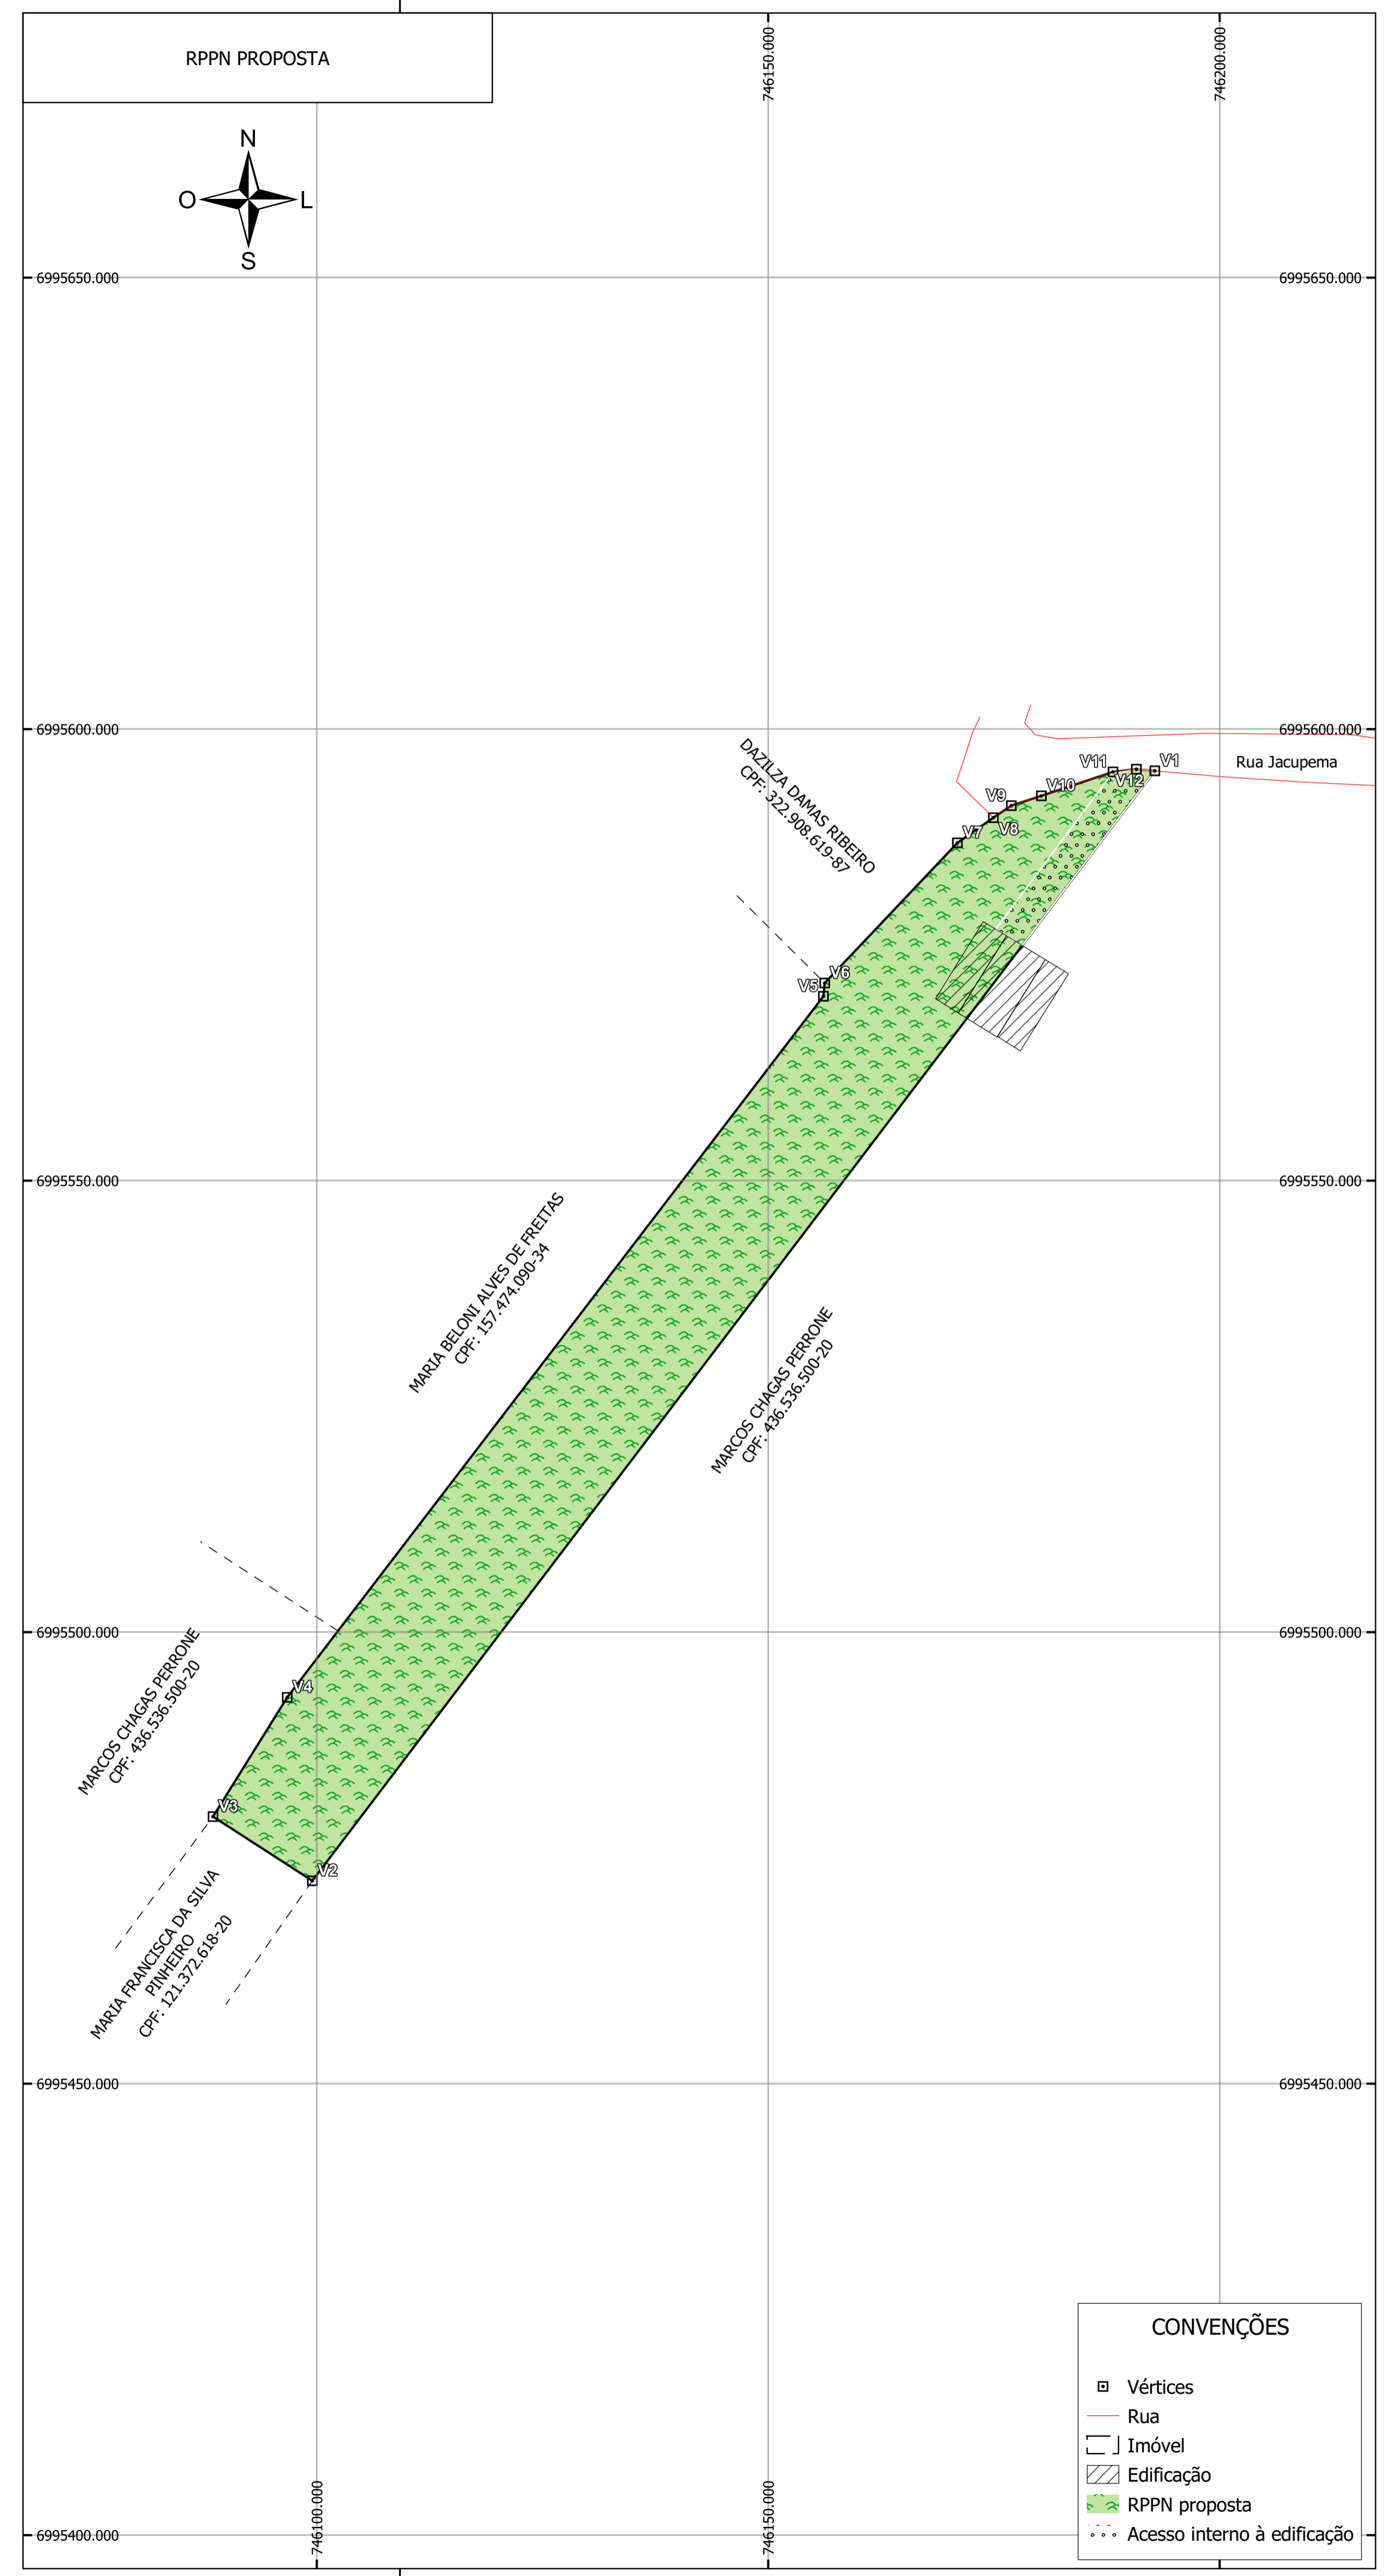 RPPN PROPOSTA
746150.000
746200.000
N
O
L
S
6995650.000
6995650.000
6995600.000
6995600.000
Rua Jacupema
V11
V12
V1
V10
V9
V8
V7
DAZILZA DAMAS RIBEIRO
CPF: 322.908.619-87
V6
V5
6995550.000
6995550.000
MARIA BELONI ALVES DE FREITAS
CPF: 157.474.090-34
MARCOS CHAGAS PERRONE
CPF: 436.536.500-20
6995500.000
6995500.000
MARCOS CHAGAS PERRONE
CPF: 436.536.500-20
V4
V3
V2
MARIA FRANCISCA DA SILVA
PINHEIRO
CPF: 121.372.618-20
6995450.000
6995450.000
CONVENÇÕES
Vértices
Rua
Imóvel
Edificação
RPPN proposta
Acesso interno à edificação
6995400.000
746100.000
746150.000